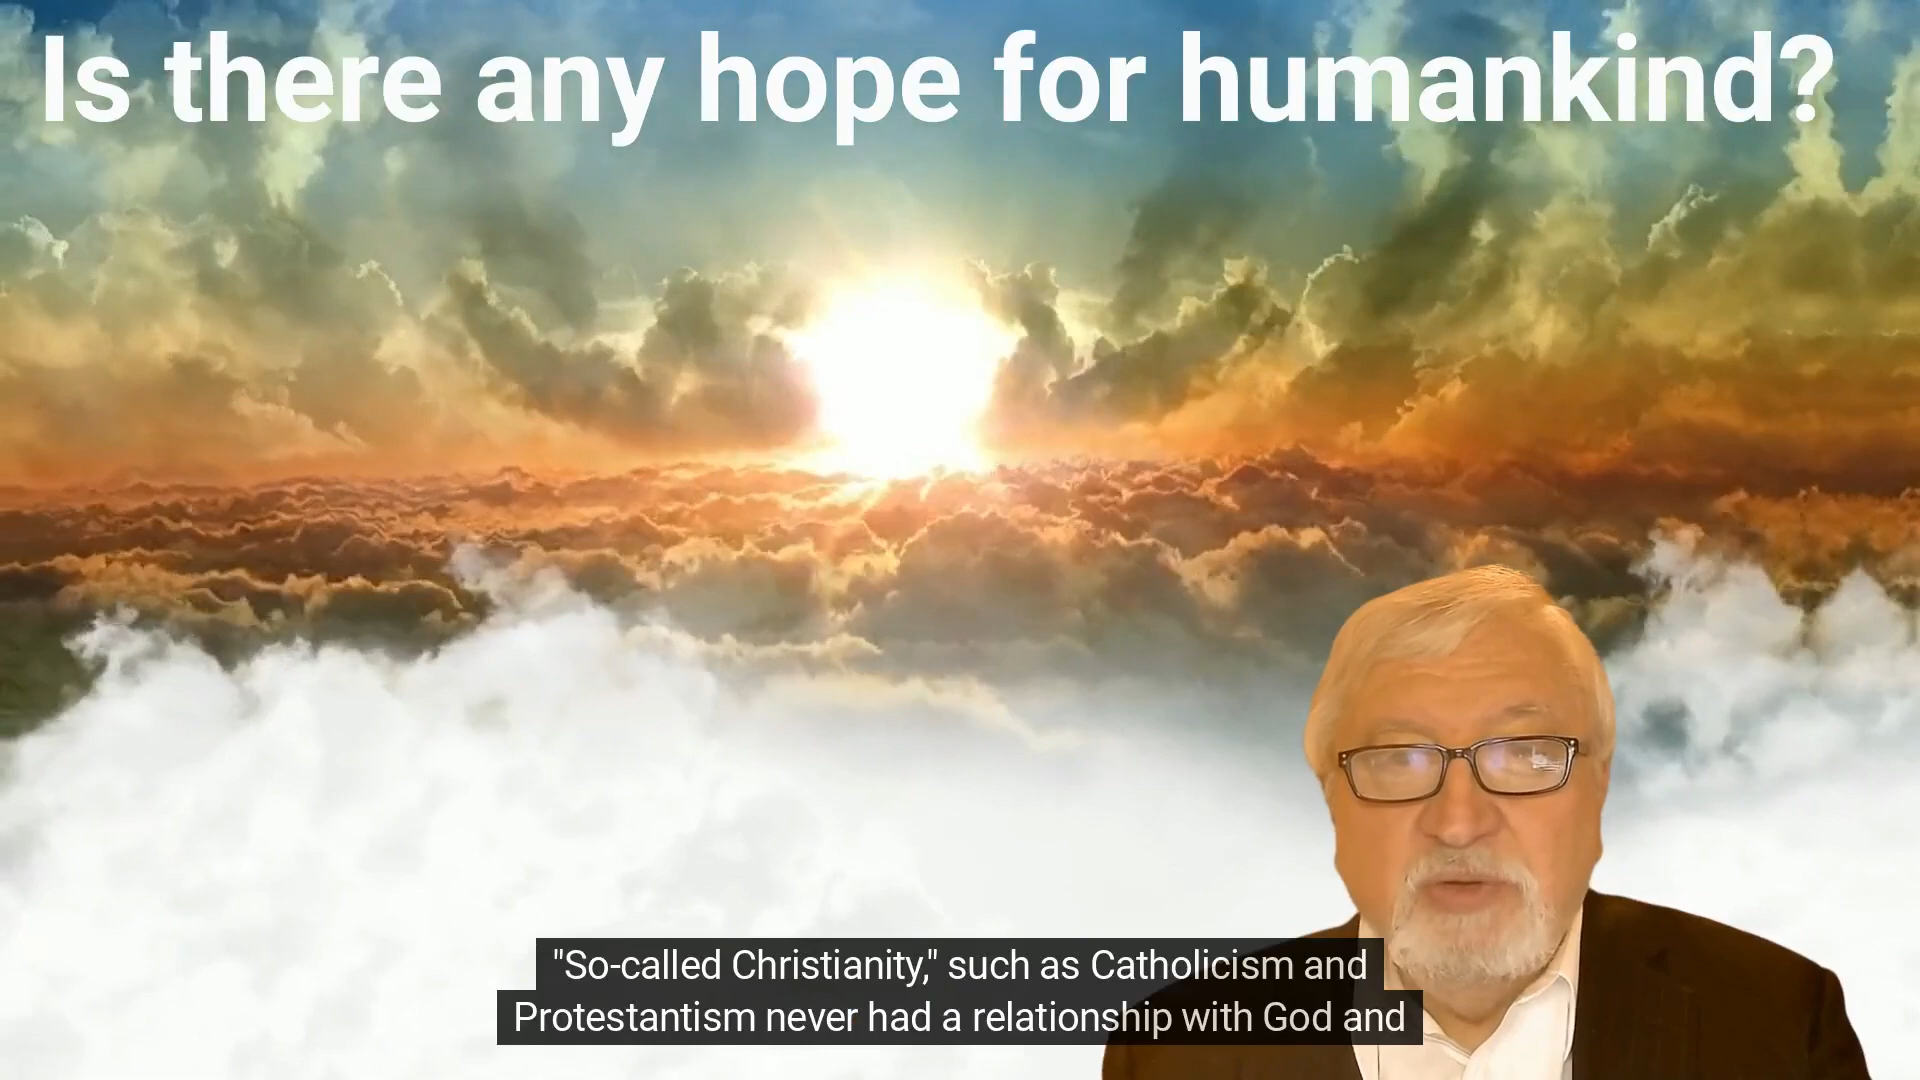 Is there any hope for humankind?
"So-called Christianity," such as Catholicism and
Protestantism never had a relationship with God and